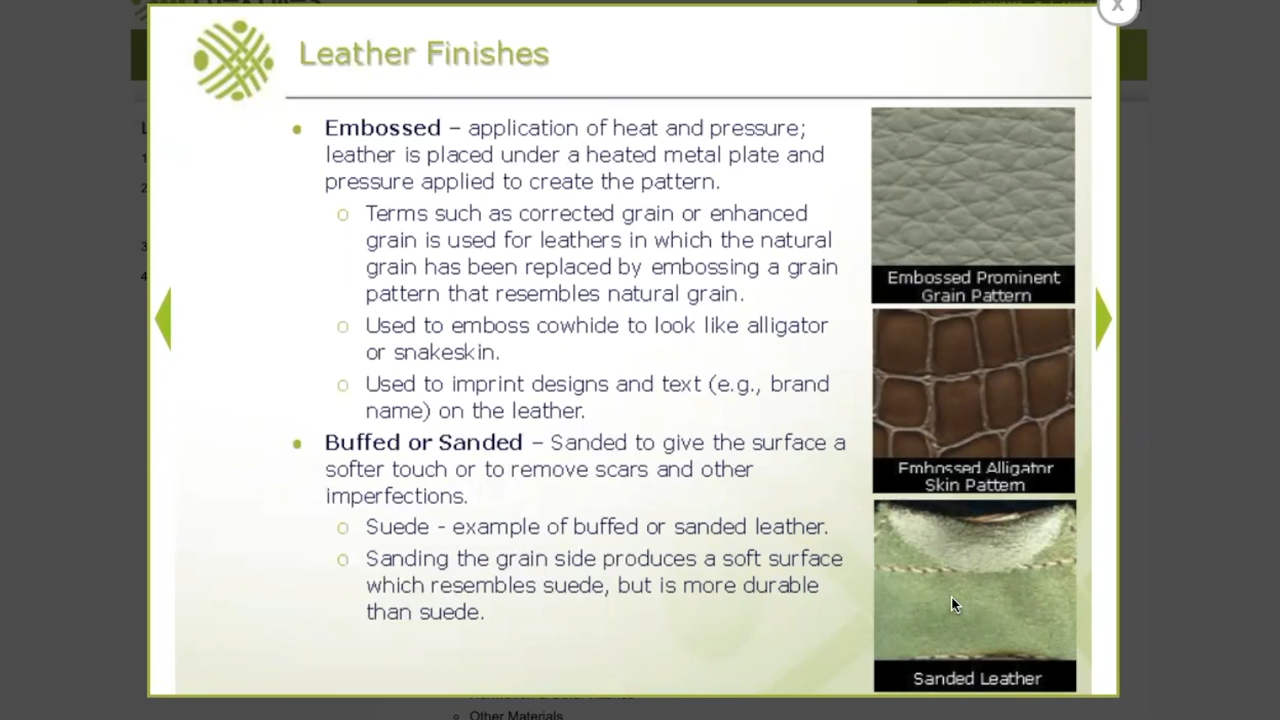 X
Leather Finishes
Embossed – application of heat and pressure;
leather is placed under a heated metal plate and
pressure applied to create the pattern.
Terms such as corrected grain or enhanced
grain is used for leathers in which the natural
grain has been replaced by embossing a grain
pattern that resembles natural grain.
Used to emboss cowhide to look like alligator
or snakeskin.
Used to imprint designs and text (e.g., brand
name) on the leather.
Buffed or Sanded – Sanded to give the surface a
softer touch or to remove scars and other
imperfections.
Suede - example of buffed or sanded leather.
Sanding the grain side produces a soft surface
which resembles suede, but is more durable
than suede.
Embossed Prominent
Grain Pattern
Embossed Alligator
Skin Pattern
Sanded Leather
1
2
3
4
Other Materials